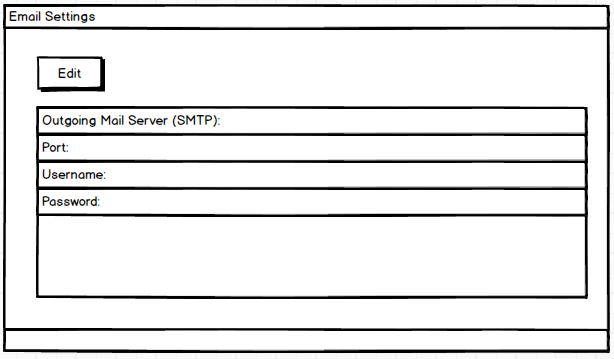 Email Settings
Edit
Outgoing Mail Server (SMTP):
Port:
Username:
Password: